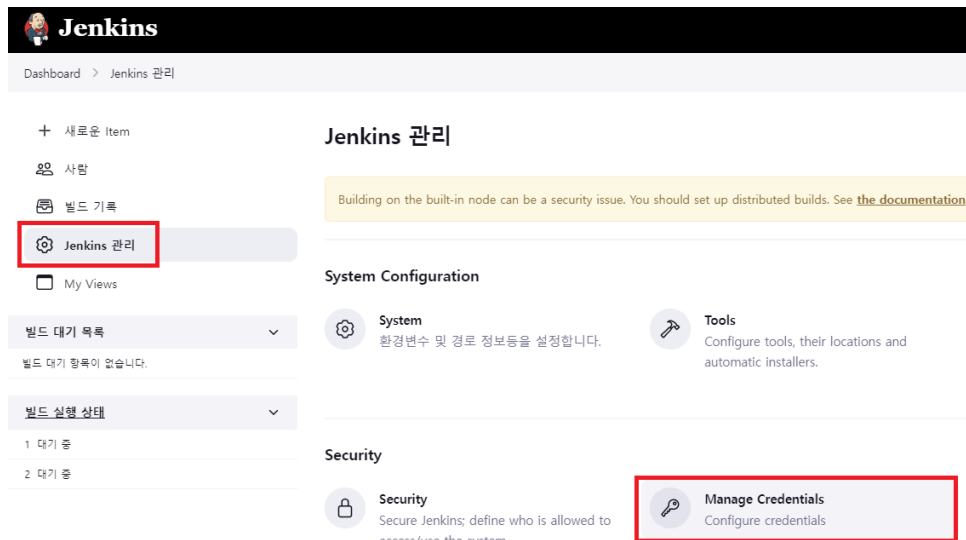 Jenkins
Dashboard > Jenkins 관리
새로운 Item
사람
빌드 기록
Jenkins 관리
My Views
빌드 대기 목록
빌드 대기 항목이 없습니다.
빌드 실행 상태
1 대기 중
2 대기 중
Jenkins 관리
Building on the built-in node can be a security issue. You should set up distributed builds. See the documentation
System Configuration
System
환경변수 및 경로 정보등을 설정합니다.
Tools
Configure tools, their locations and
automatic installers.
Security
Security
Secure Jenkins; define who is allowed to
access/use the system.
Manage Credentials
Configure credentials